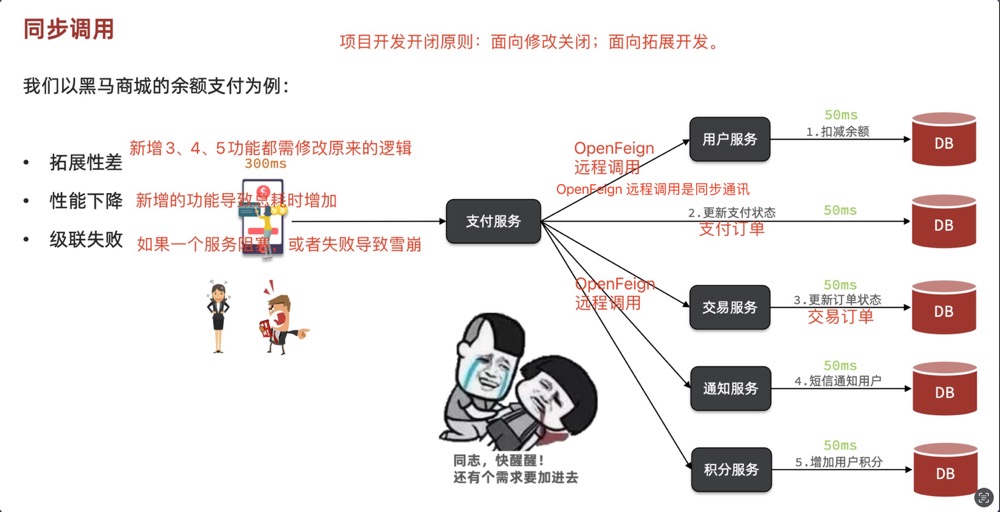 同步调用
项目开发开闭原则：面向修改关闭；面向拓展开发。
我们以黑马商城的余额支付为例：
• 拓展性差
新增3、4、5功能都需修改原来的逻辑
300ms
• 性能下降
新增的功能导致总耗时增加
• 级联失败
如果一个服务阻塞，或者失败导致雪崩
支付服务
OpenFeign
远程调用
OpenFeign 远程调用是同步通讯
用户服务
50ms
1.扣减余额
DB
2.更新支付状态
支付订单
50ms
DB
OpenFeign
远程调用
交易服务
50ms
3.更新订单状态
交易订单
DB
通知服务
50ms
4.短信通知用户
DB
积分服务
50ms
5.增加用户积分
DB
同志，快醒醒！
还有个需求要加进去